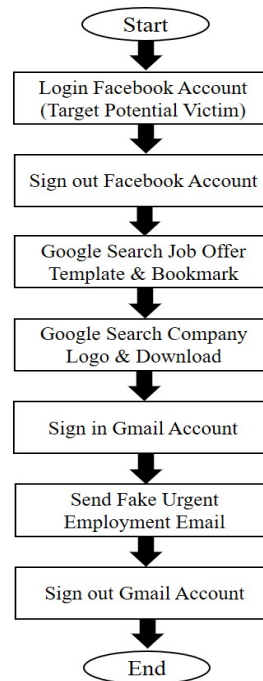 Start
Login Facebook Account
(Target Potential Victim)
Sign out Facebook Account
Google Search Job Offer
Template & Bookmark
Google Search Company
Logo & Download
Sign in Gmail Account
Send Fake Urgent
Employment Email
Sign out Gmail Account
End